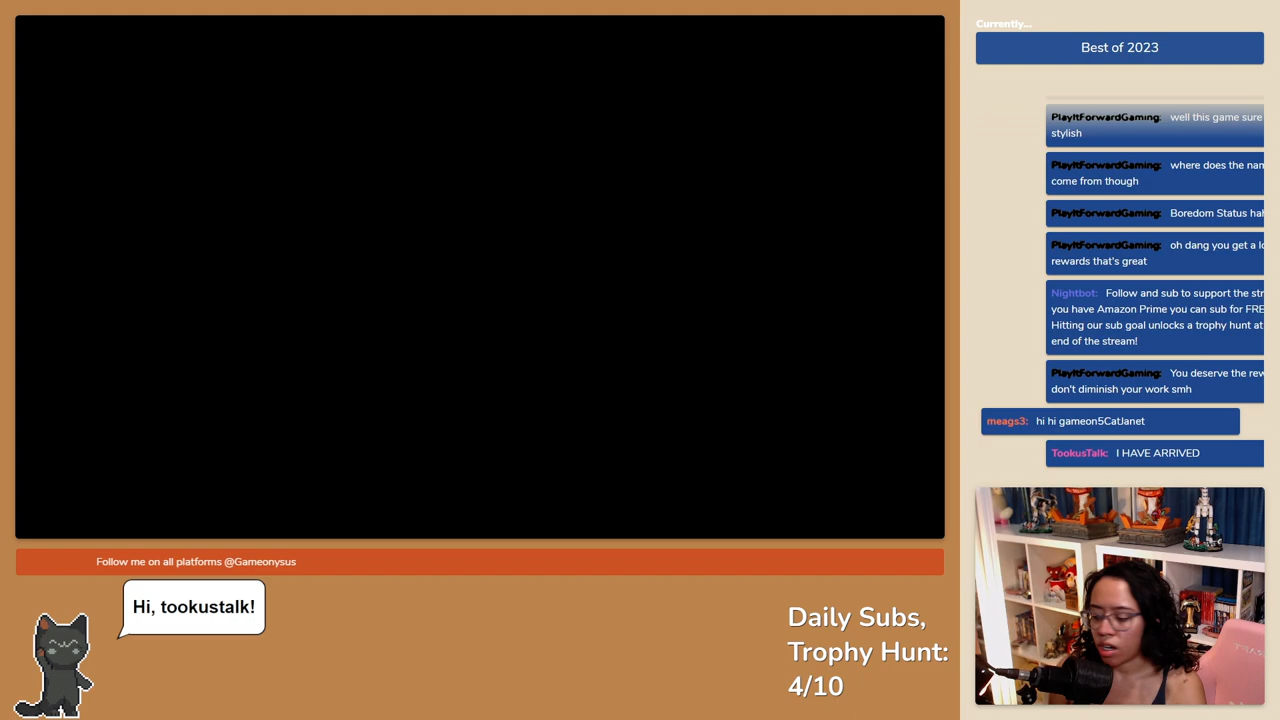 Currently...
Best of 2023
PlayItForwardGaming: well this game sure
stylish
PlayItForwardGaming: where does the
come from though
PlayItForwardGaming: Boredom Status
PlayItForwardGaming: oh dang you get a
rewards that's great
Nightbot: Follow and sub to support the
you have Amazon Prime you can sub for FRE
Hitting our sub goal unlocks a trophy hunt at
end of the stream!
PlayItForwardGaming: You deserve the
don't diminish your work smh
meags3: hi hi gameon5CatJanet
TookusTalk: I HAVE ARRIVED
Follow me on all platforms @Gameonysus
Hi, tookustalk!
Daily Subs,
Trophy Hunt:
4/10